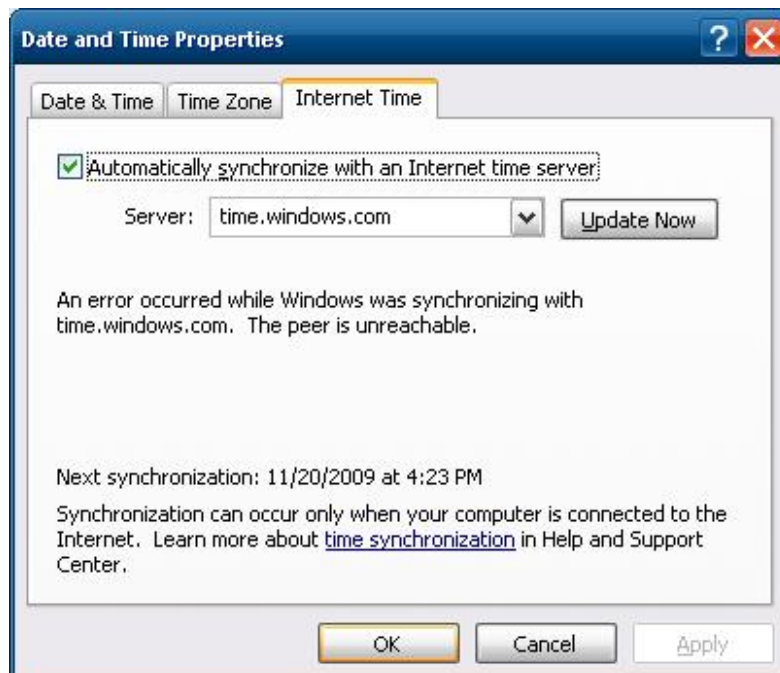 Date and Time Properties
Date & Time
Time Zone
Internet Time
Automatically synchronize with an Internet time server
Server:
time.windows.com
Update Now
An error occurred while Windows was synchronizing with
time.windows.com. The peer is unreachable.
Next synchronization: 11/20/2009 at 4:23 PM
Synchronization can occur only when your computer is connected to the
Internet. Learn more about time synchronization in Help and Support
Center.
OK
Cancel
Apply